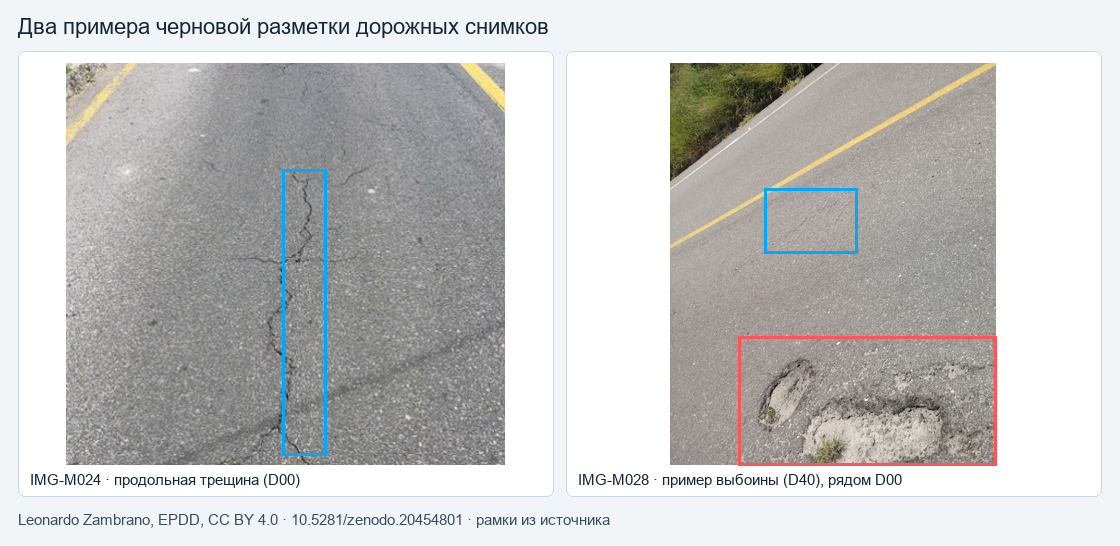 Два примера черновой разметки дорожных снимков
IMG-M024 · продольная трещина (D00)
IMG-M028 · пример выбоины (D40), рядом D00
Leonardo Zambrano, EPDD, CC BY 4.0 · 10.5281/zenodo.20454801 · рамки из источника